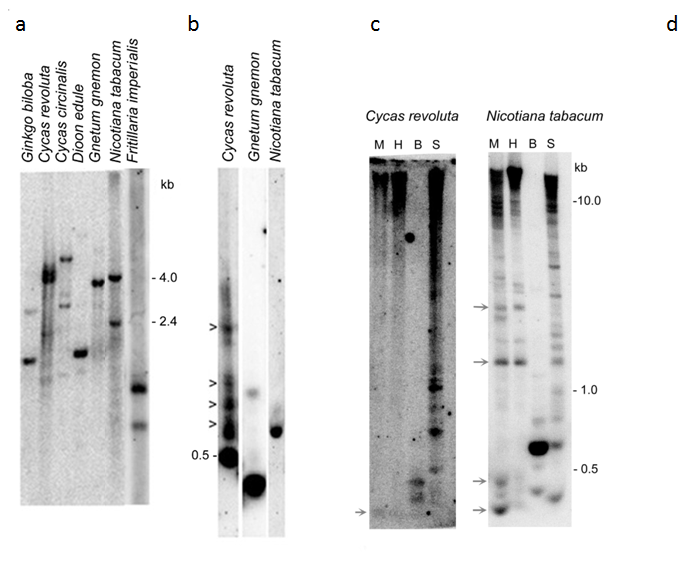 a
b
c
d
Ginkgo biloba
Cycas revoluta
Cycas circinalis
Dioon edule
Gnetum gnemon
Nicotiana tabacum
Fritillaria imperialis
kb
- 4.0
- 2.4
Cycas revoluta
Gnetum gnemon
Nicotiana tabacum
>
>
>
>
0.5 -
Cycas revoluta
M H B S
Nicotiana tabacum
M H B S
kb
-10.0
- 1.0
- 0.5